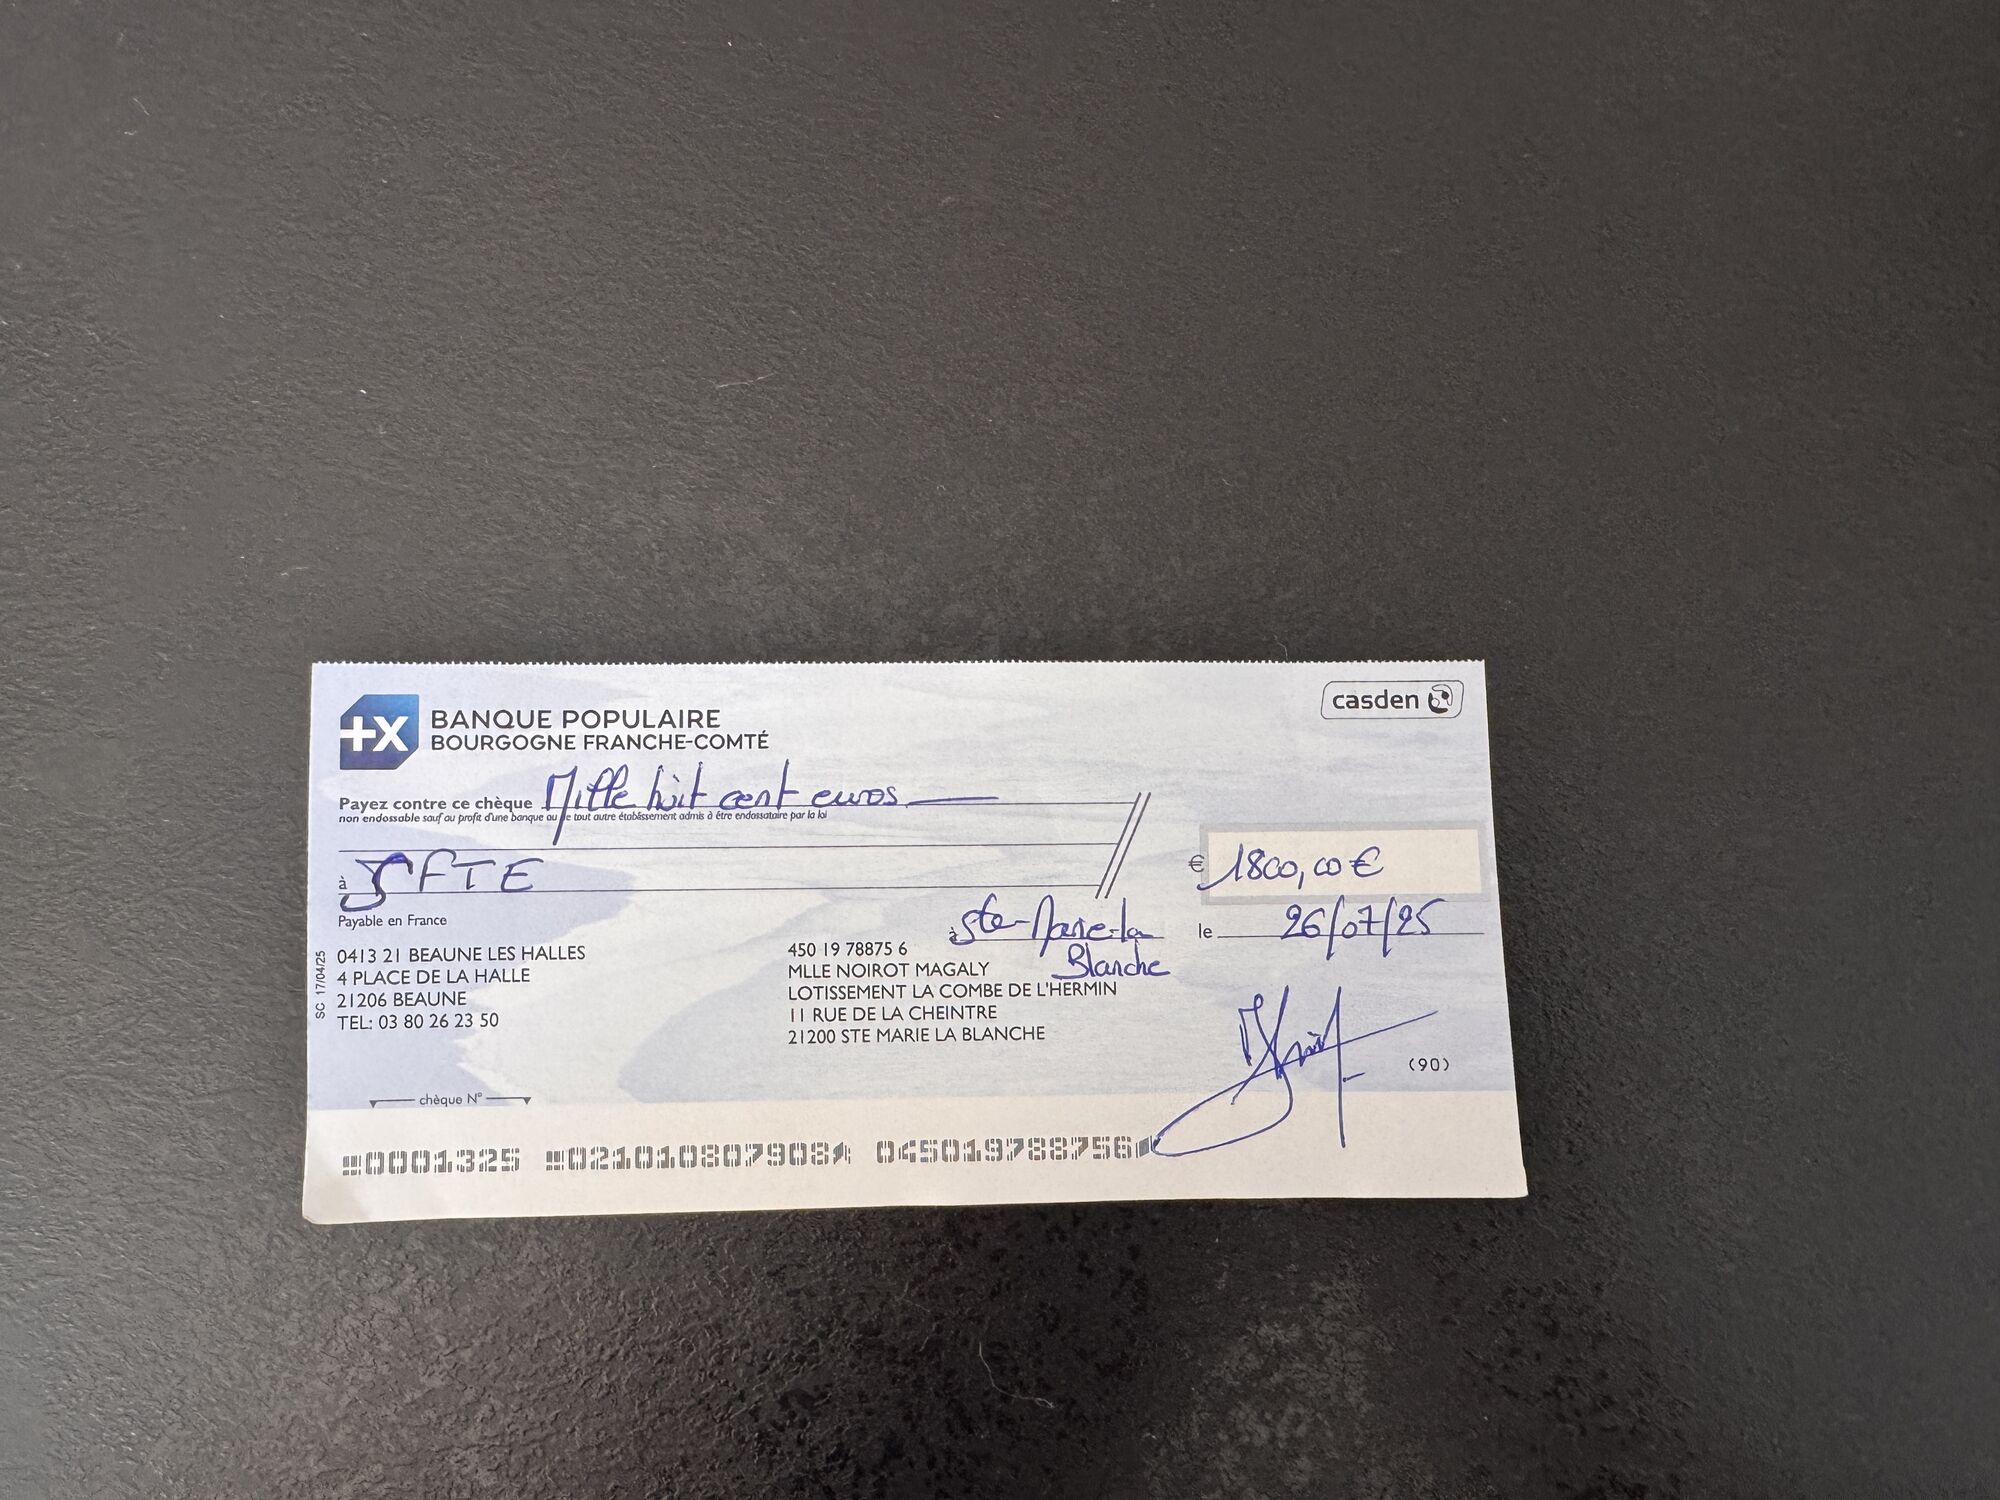 BANQUE POPULAIRE
BOURGOGNE FRANCHE-COMTÉ
casden
Payez contre ce chèque Mille huit cent euros
non endossable sauf au profit d'une banque ou de tout autre établissement admis à être endossataire par la loi
€ 1800,00 €
à SFTE
Payable en France
à Ste-Marie-la
Blanche
le 26/07/25
SC 17/04/25
0413 21 BEAUNE LES HALLES
4 PLACE DE LA HALLE
21206 BEAUNE
TEL: 03 80 26 23 50
450 19 78875 6
MLLE NOIROT MAGALY
LOTISSEMENT LA COMBE DE L'HERMIN
11 RUE DE LA CHEINTRE
21200 STE MARIE LA BLANCHE
(90)
chèque N°
0001325 021010807908 045019788756